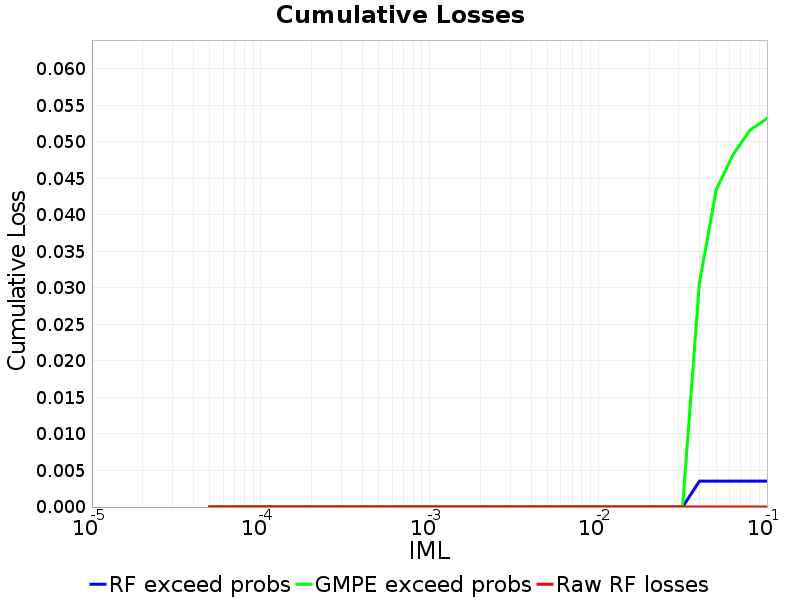 Cumulative Losses
Cumulative Loss
0.060
0.055
0.050
0.045
0.040
0.035
0.030
0.025
0.020
0.015
0.010
0.005
0.000
10^-5 10^-4 10^-3 10^-2 10^-1
IML
RF exceed probs GMPE exceed probs Raw RF losses